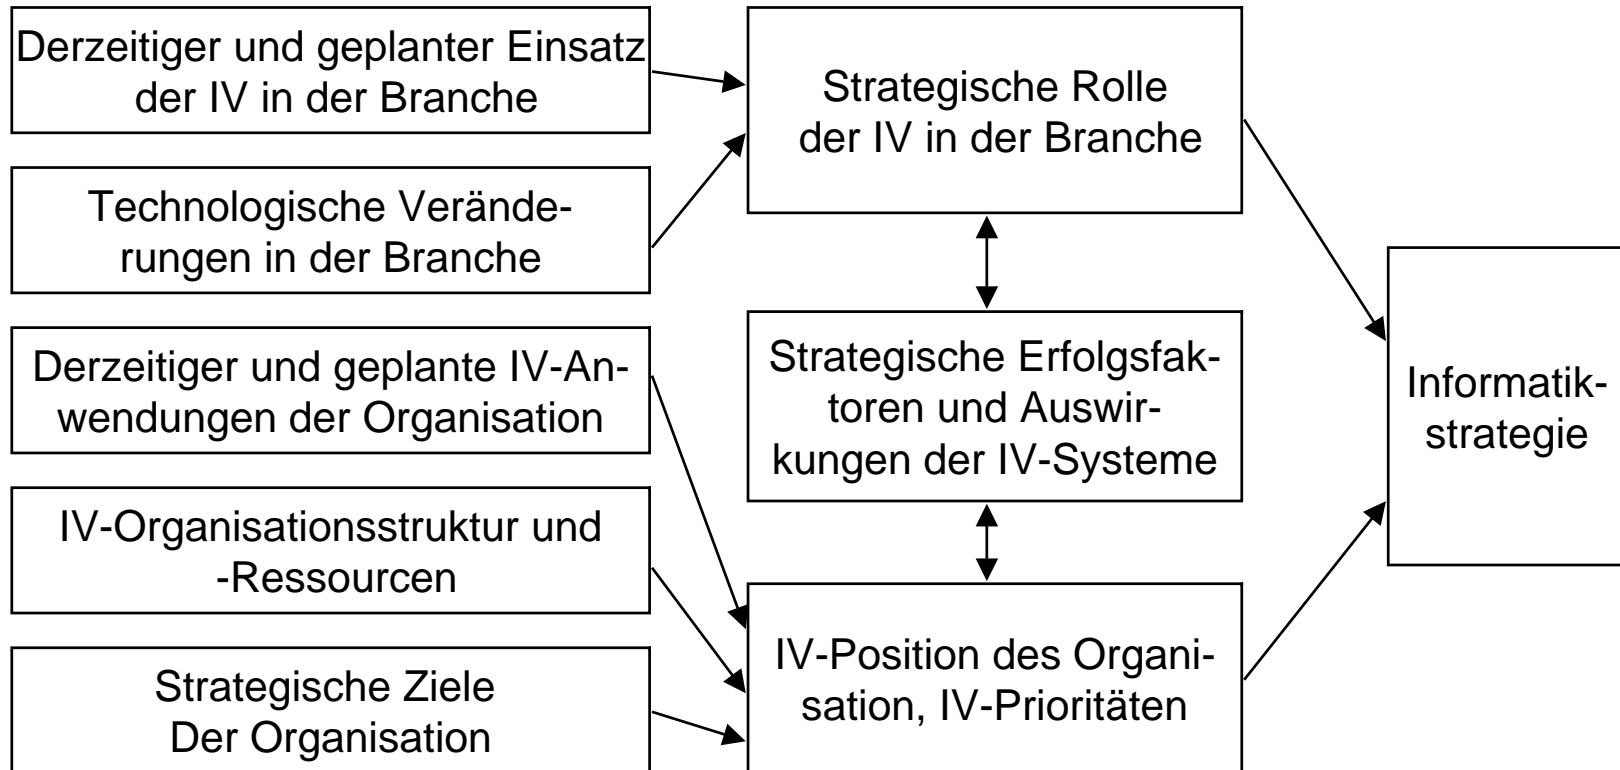 Derzeitiger und geplanter Einsatz
der IV in der Branche
Technologische Verände-
rungen in der Branche
Derzeitiger und geplante IV-An-
wendungen der Organisation
IV-Organisationsstruktur und
-Ressourcen
Strategische Ziele
Der Organisation
Strategische Rolle
der IV in der Branche
Strategische Erfolgsfak-
toren und Auswir-
kungen der IV-Systeme
IV-Position des Organi-
sation, IV-Prioritäten
Informatik-
strategie